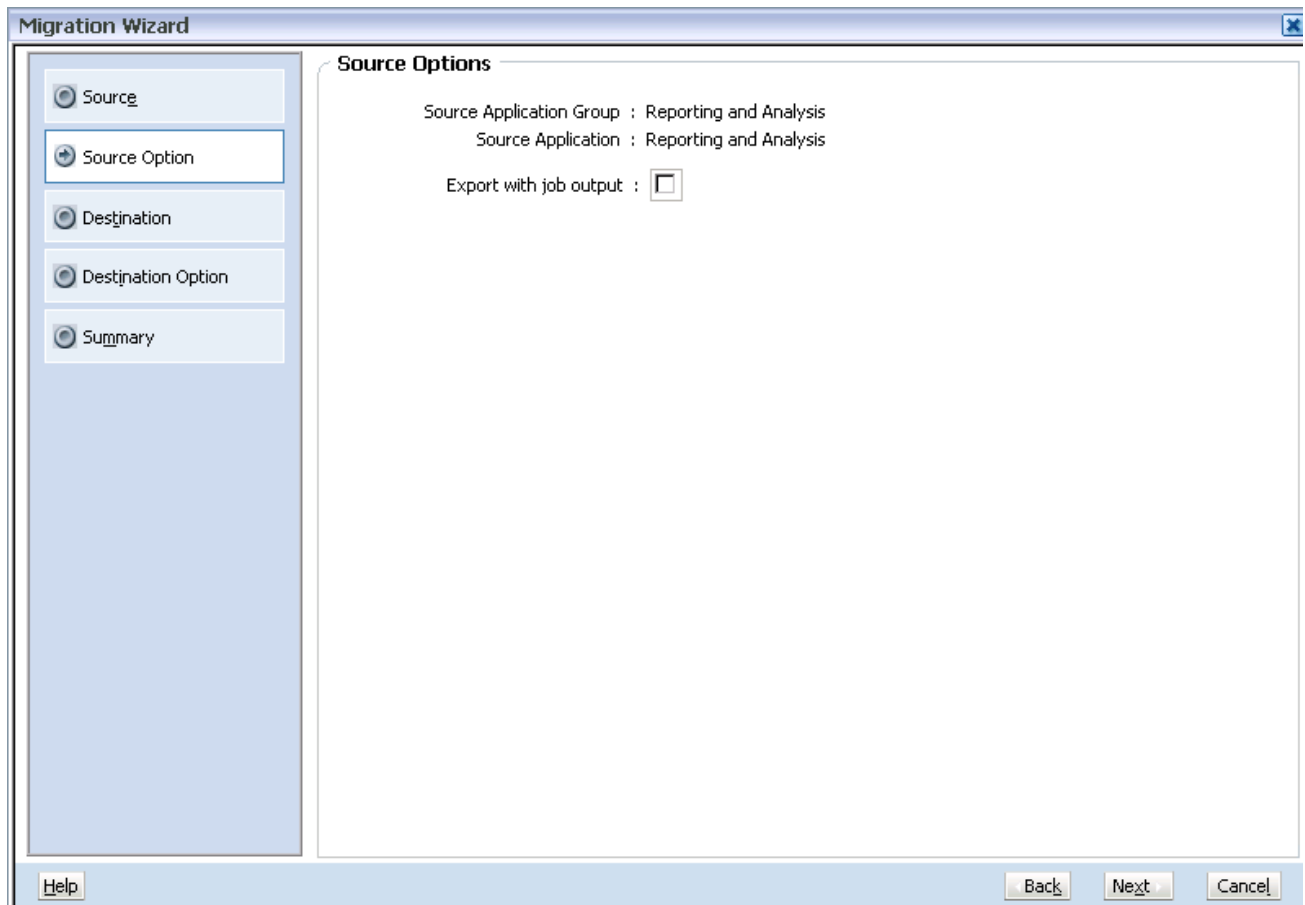 Migration Wizard
Source
Source Option
Destination
Destination Option
Summary
Source Options
Source Application Group : Reporting and Analysis
Source Application : Reporting and Analysis
Export with job output :
Help
Back
Next
Cancel